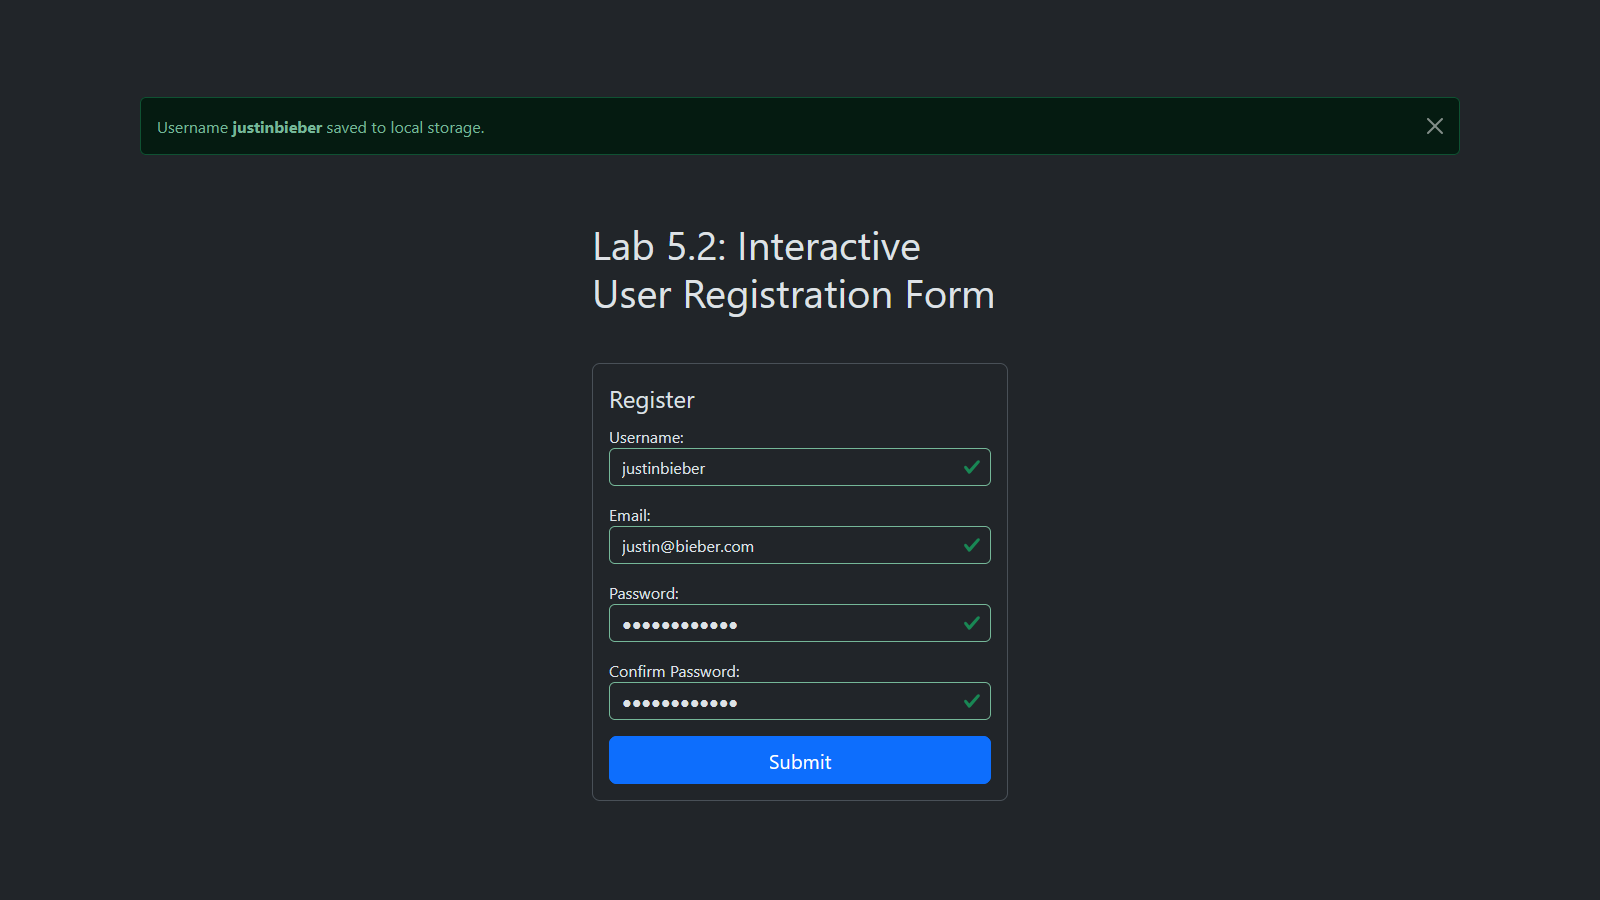 Username justinbieber saved to local storage.
Lab 5.2: Interactive
User Registration Form
Register
Username:
justinbieber
Email:
justin@bieber.com
Password:
●●●●●●●●●●●●
Confirm Password:
●●●●●●●●●●●●
Submit